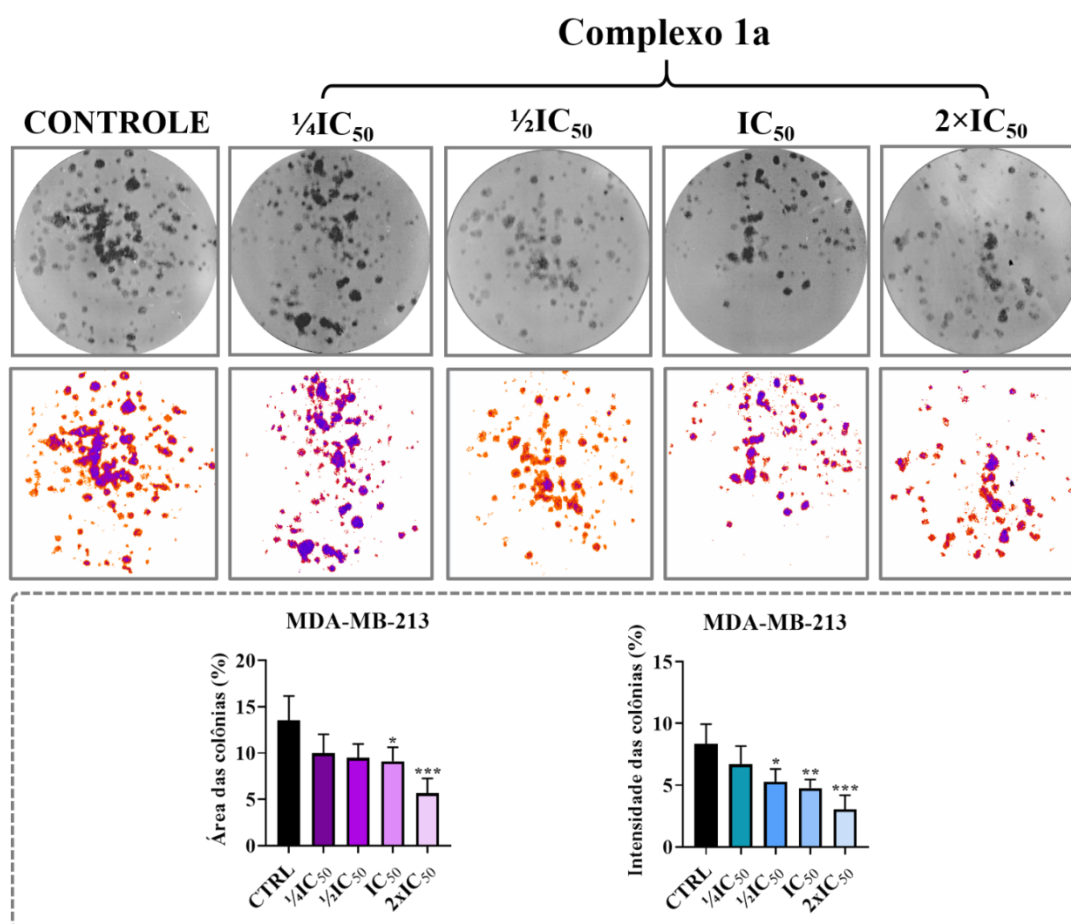 Complexo 1a
CONTROLE
¼IC₅₀
½IC₅₀
IC₅₀
2×IC₅₀
MDA-MB-213
Área das colônias (%)
20
15
10
5
0
*
***
CTRL
¼IC₅₀
½IC₅₀
IC₅₀
2xIC₅₀
MDA-MB-213
Intensidade das colônias (%)
15
10
5
0
*
**
***
CTRL
¼IC₅₀
½IC₅₀
IC₅₀
2xIC₅₀